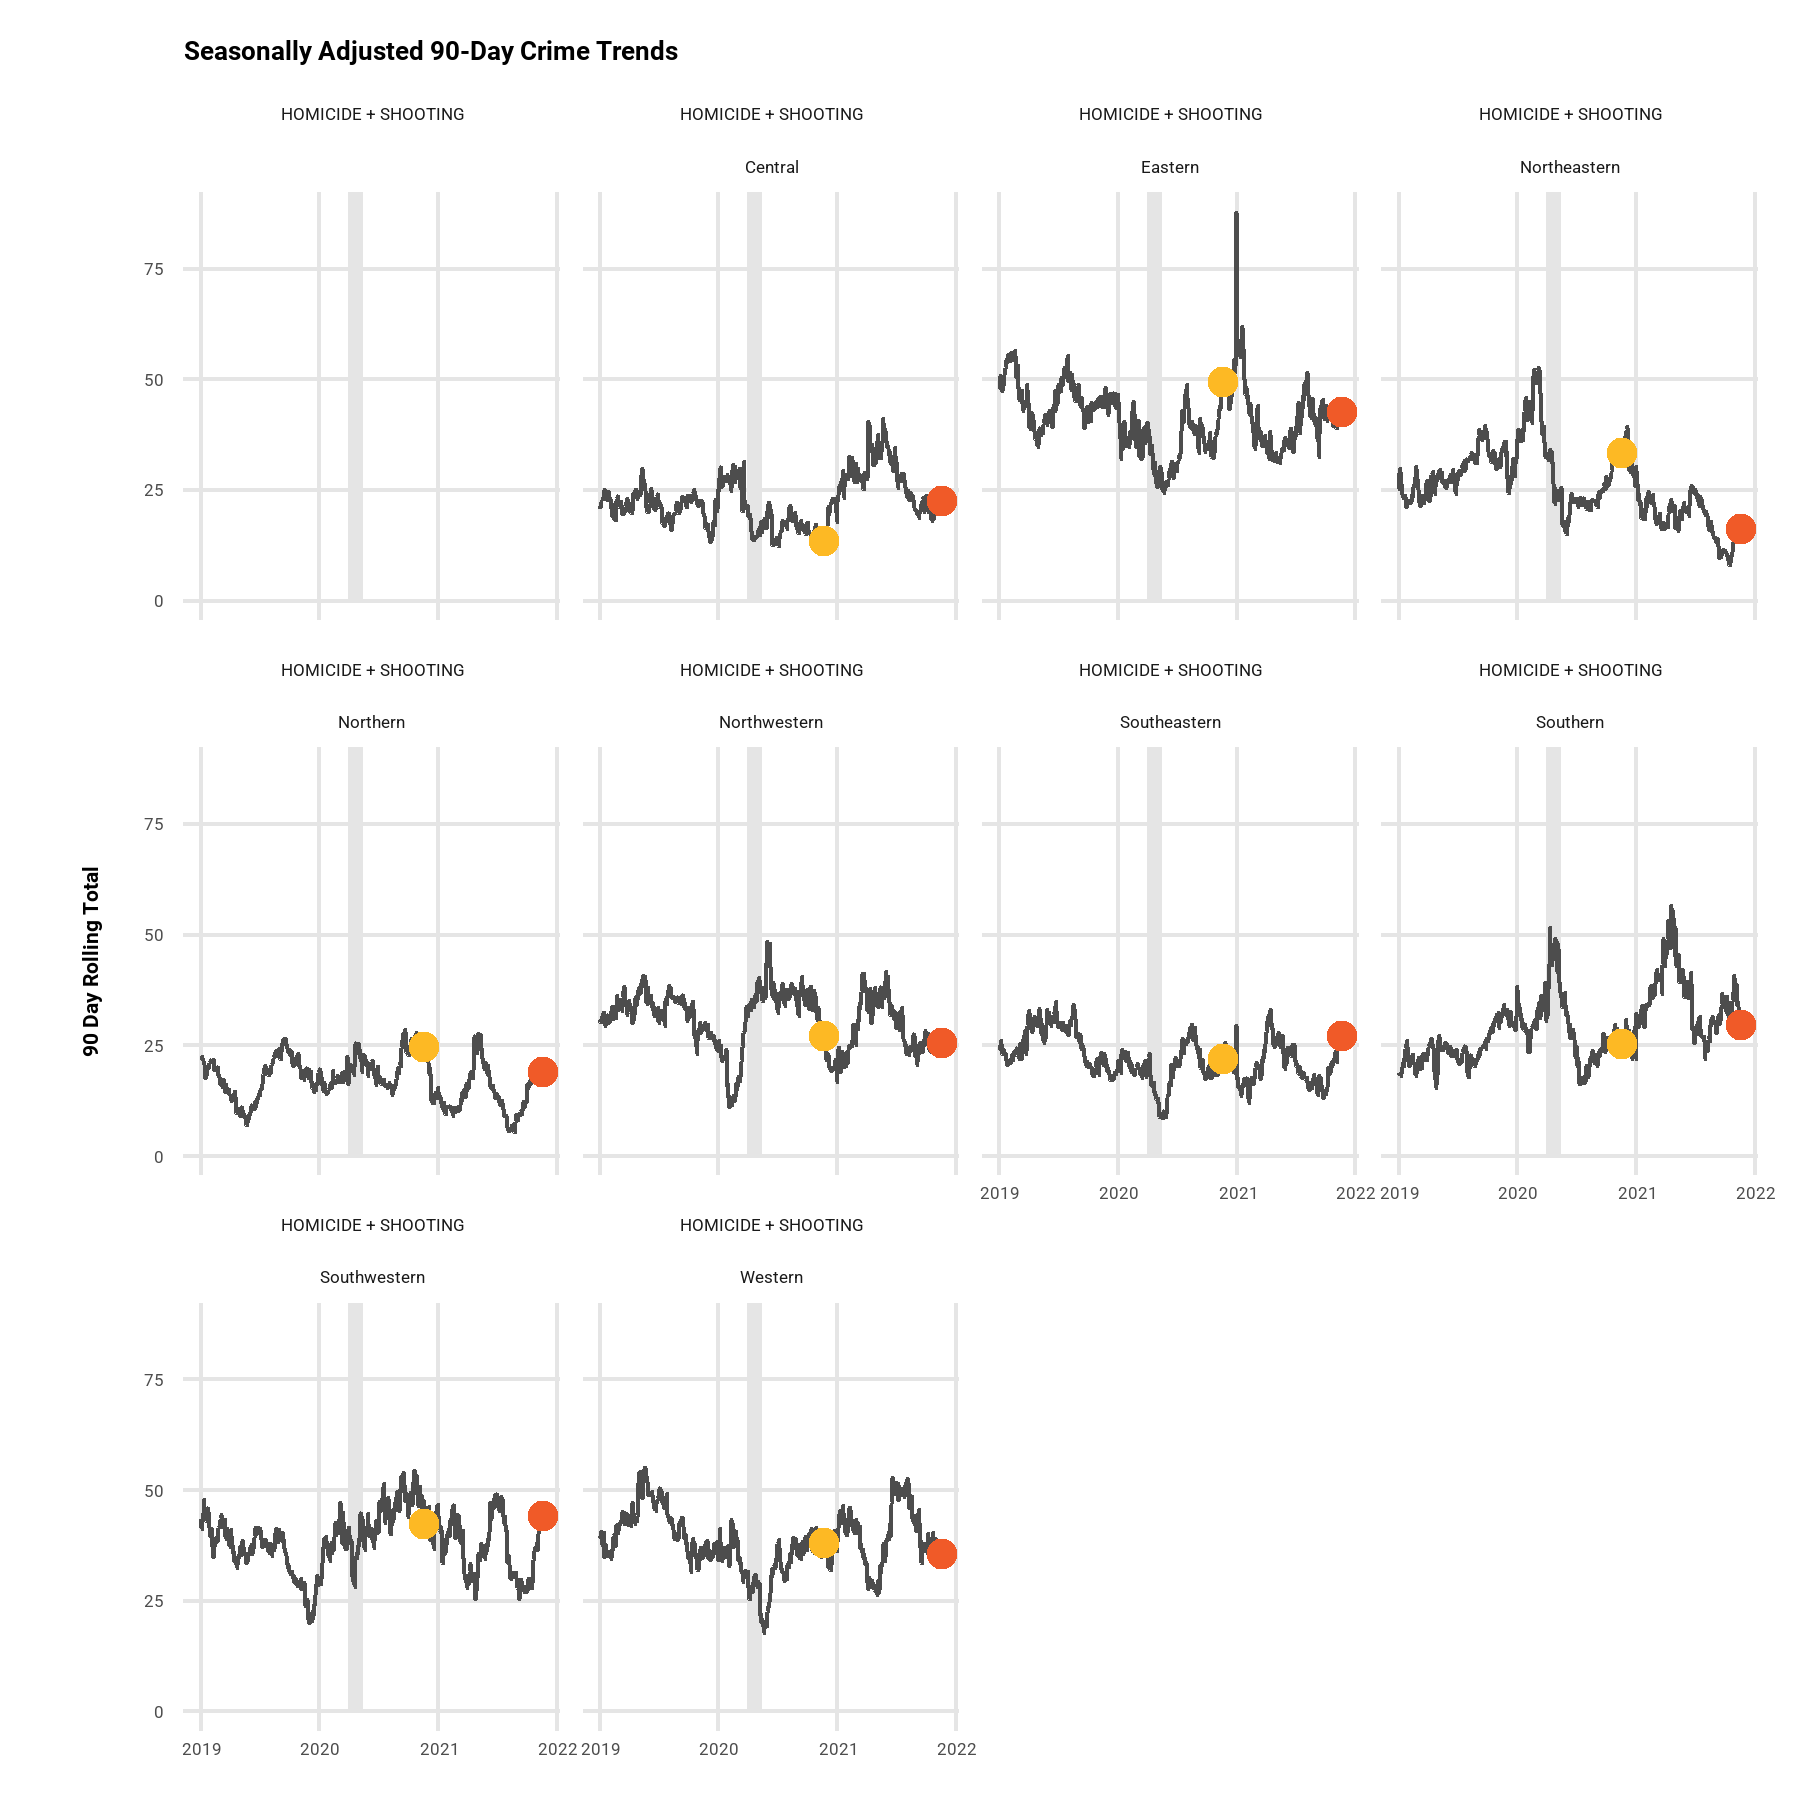 Seasonally Adjusted 90-Day Crime Trends
HOMICIDE + SHOOTING
HOMICIDE + SHOOTING
HOMICIDE + SHOOTING
HOMICIDE + SHOOTING
Central
Eastern
Northeastern
75
50
25
0
HOMICIDE + SHOOTING
HOMICIDE + SHOOTING
HOMICIDE + SHOOTING
HOMICIDE + SHOOTING
Northern
Northwestern
Southeastern
Southern
75
50
25
0
90 Day Rolling Total
2019
2020
2021
2022
2019
2020
2021
2022
HOMICIDE + SHOOTING
HOMICIDE + SHOOTING
Southwestern
Western
75
50
25
0
2019
2020
2021
2022
2019
2020
2021
2022